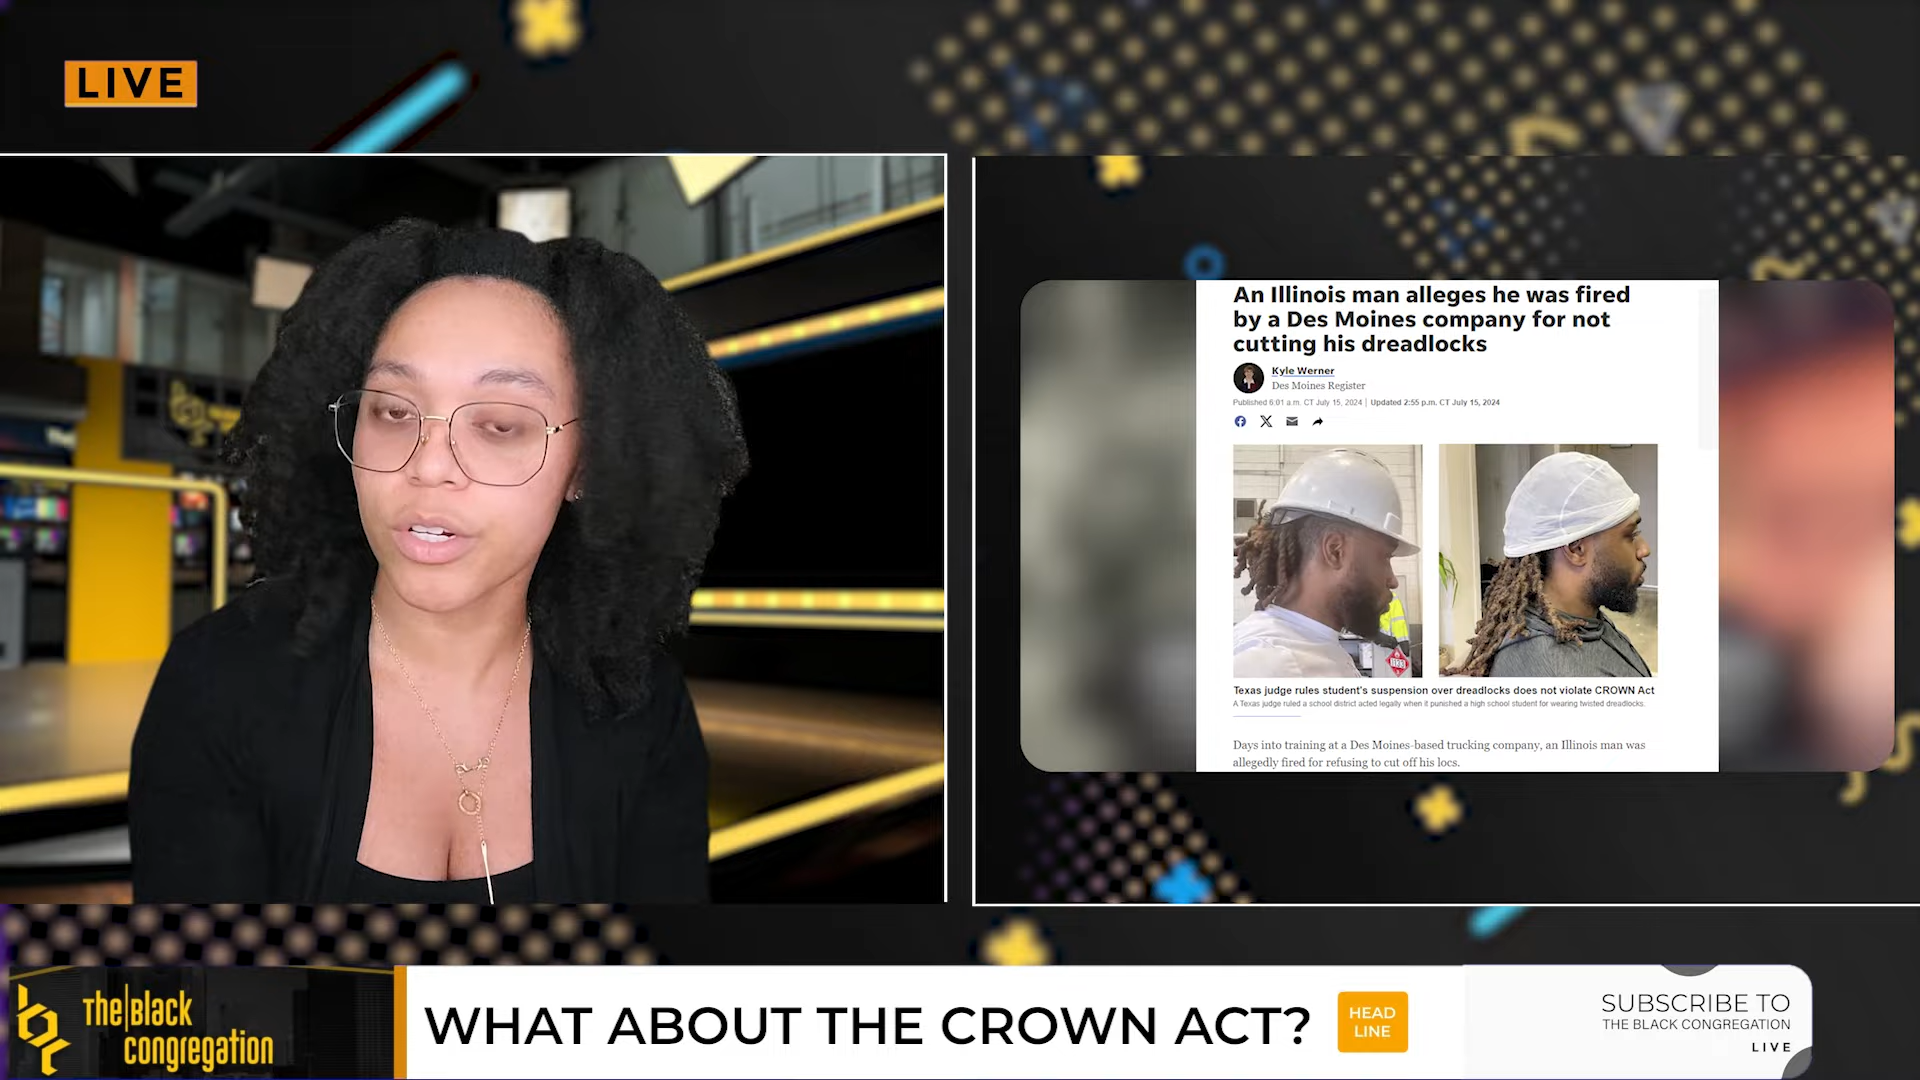 LIVE
An Illinois man alleges he was fired
by a Des Moines company for not
cutting his dreadlocks
Kyle Werner
Des Moines Register
Published 6:01 a.m. CT July 15, 2024 | Updated 2:55 p.m. CT July 15, 2024
Texas judge rules student's suspension over dreadlocks does not violate CROWN Act
A Texas judge ruled a school district acted legally when it punished a high school student for wearing twisted dreadlocks.
Days into training at a Des Moines-based trucking company, an Illinois man was
allegedly fired for refusing to cut off his locs.
the|Black
congregation
WHAT ABOUT THE CROWN ACT?
HEAD
LINE
SUBSCRIBE TO
THE BLACK CONGREGATION
LIVE